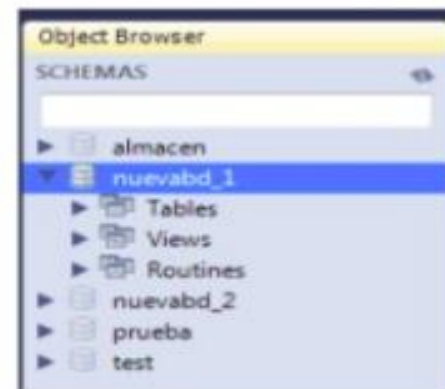 Object Browser
SCHEMAS
almacen
nuevabd_1
Tables
Views
Routines
nuevabd_2
prueba
test